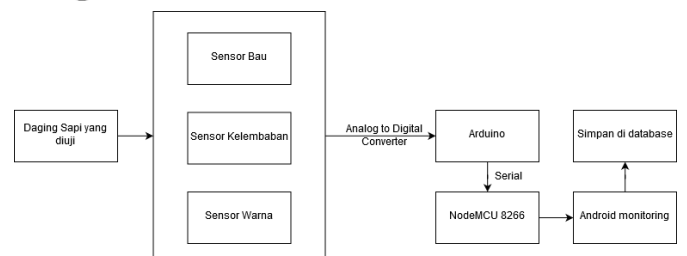 Daging Sapi yang
diuji
Sensor Bau
Sensor Kelembaban
Sensor Warna
Analog to Digital
Converter
Arduino
Serial
NodeMCU 8266
Android monitoring
Simpan di database